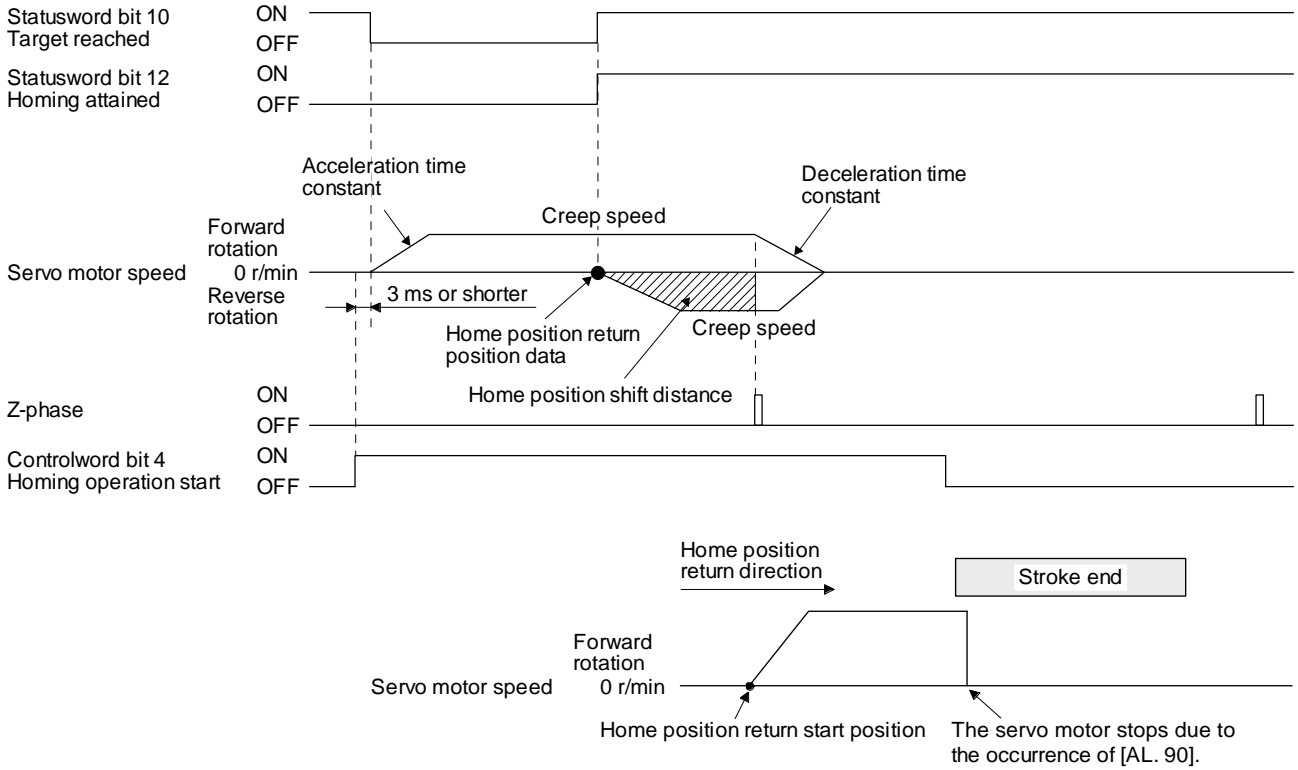 Statusword bit 10
Target reached
ON
OFF
Statusword bit 12
Homing attained
ON
OFF
Acceleration time
constant
Deceleration time
constant
Creep speed
Forward
rotation
Servo motor speed
0 r/min
Reverse
rotation
3 ms or shorter
Creep speed
Home position return
position data
Home position shift distance
Z-phase
ON
OFF
Controlword bit 4
Homing operation start
ON
OFF
Home position
return direction
Stroke end
Forward
rotation
Servo motor speed
0 r/min
Home position return start position
The servo motor stops due to
the occurrence of [AL. 90].